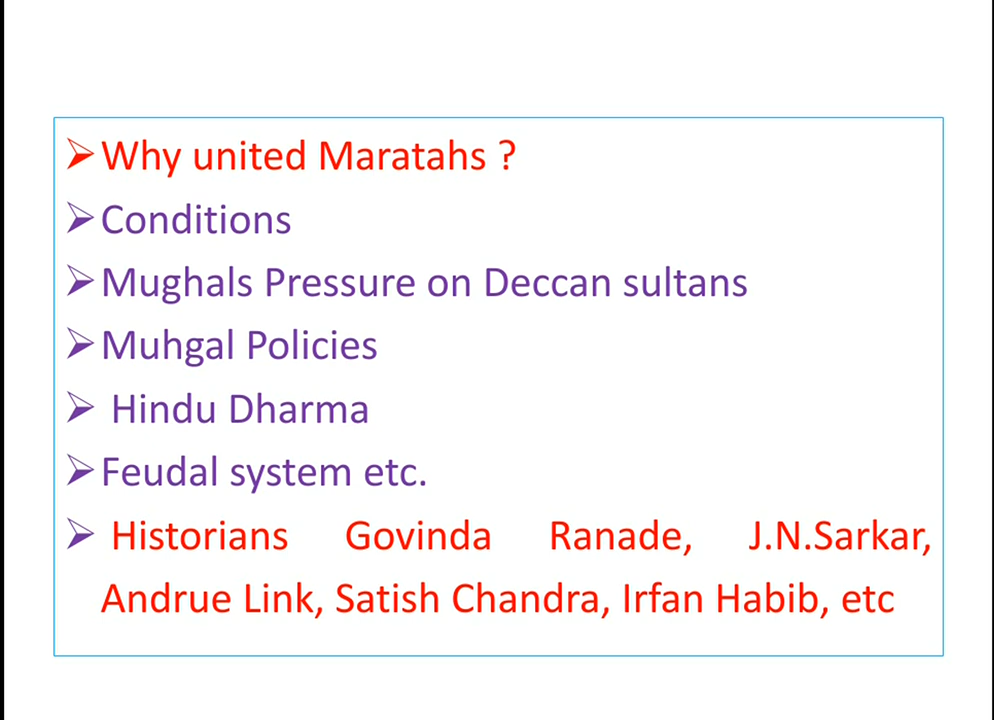 Why united Maratahs ?
Conditions
Mughals Pressure on Deccan sultans
Muhgal Policies
Hindu Dharma
Feudal system etc.
Historians Govinda Ranade, J.N.Sarkar,
Andrue Link, Satish Chandra, Irfan Habib, etc